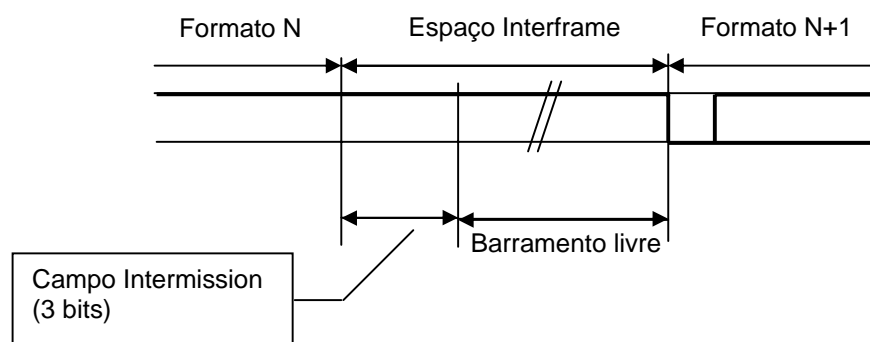 Formato N
Espaço Interframe
Formato N+1
Barramento livre
Campo Intermission
(3 bits)